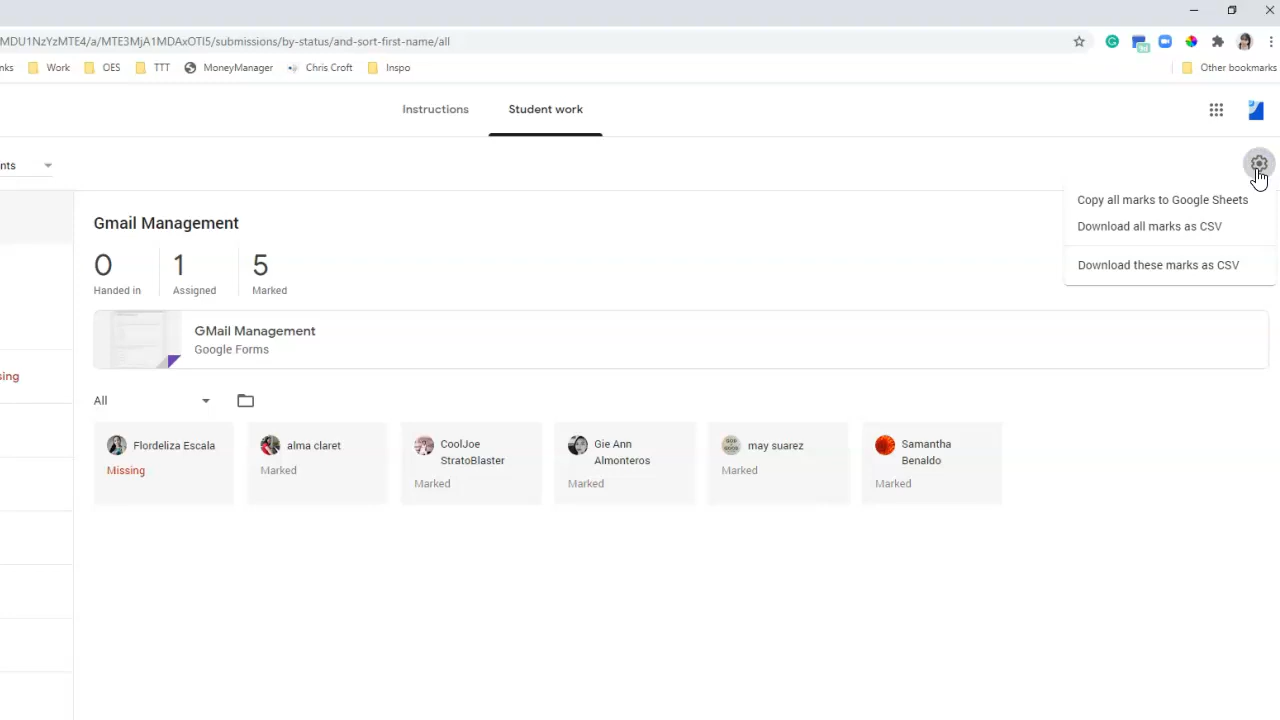 MDU1NzYzMTE4/a/MTE3MjA1MDAxOTI5/submissions/by-status/and-sort-first-name/all
nks Work OES TTT MoneyManager Chris Croft Inspo Other bookmarks
Instructions Student work
nts
Copy all marks to Google Sheets
Download all marks as CSV
Download these marks as CSV
Gmail Management
0 1 5
Handed in Assigned Marked
GMail Management
Google Forms
sing
All
Flordeliza Escala
Missing
alma claret
Marked
CoolJoe
StratoBlaster
Marked
Gie Ann
Almonteros
Marked
may suarez
Marked
Samantha
Benaldo
Marked